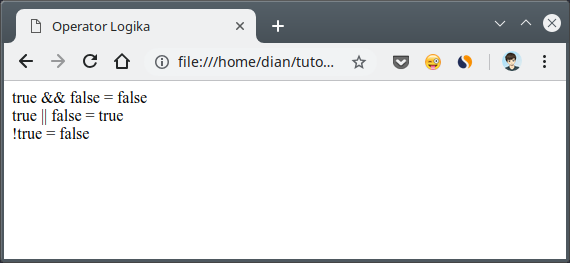 Operator Logika
file:///home/dian/tuto...
true && false = false
true || false = true
!true = false